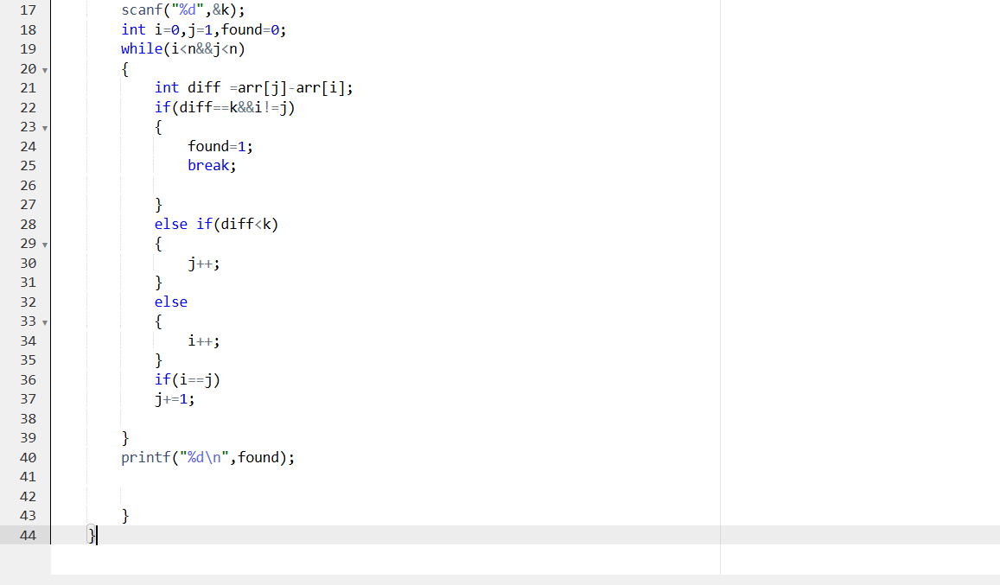 17 scanf("%d",&k);
18 int i=0,j=1,found=0;
19 while(i<n&&j<n)
20 {
21 int diff =arr[j]-arr[i];
22 if(diff==k&&i!=j)
23 {
24 found=1;
25 break;
26
27 }
28 else if(diff<k)
29 {
30 j++;
31 }
32 else
33 {
34 i++;
35 }
36 if(i==j)
37 j+=1;
38
39 }
40 printf("%d\n",found);
41
42
43 }
44 }